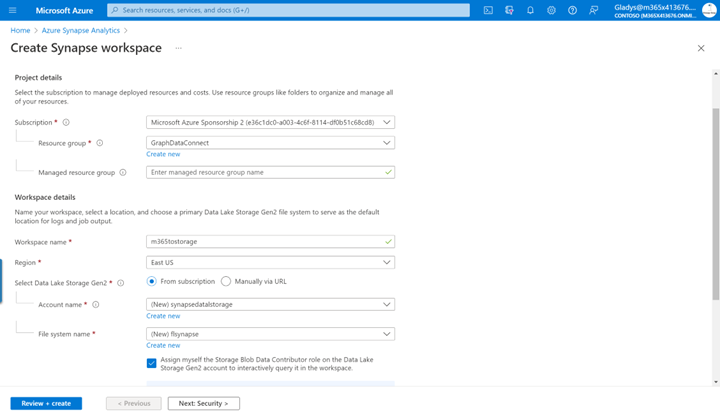 Microsoft Azure
Search resources, services, and docs (G+/)
Gladys@m365x413676....
CONTOSO (M365X413676.ONMI...
Home > Azure Synapse Analytics >
Create Synapse workspace ...
Project details
Select the subscription to manage deployed resources and costs. Use resource groups like folders to organize and manage all
of your resources.
Subscription *
Microsoft Azure Sponsorship 2 (e36c1dc0-a003-4c6f-8114-df0b51c68cd8)
Resource group *
GraphDataConnect
Create new
Managed resource group
Enter managed resource group name
Workspace details
Name your workspace, select a location, and choose a primary Data Lake Storage Gen2 file system to serve as the default
location for logs and job output.
Workspace name *
m365tostorage
Region *
East US
Select Data Lake Storage Gen2 *
From subscription
Manually via URL
Account name *
(New) synapsedatalstorage
Create new
File system name *
(New) flsynapse
Create new
Assign myself the Storage Blob Data Contributor role on the Data Lake
Storage Gen2 account to interactively query it in the workspace.
Review + create
< Previous
Next: Security >